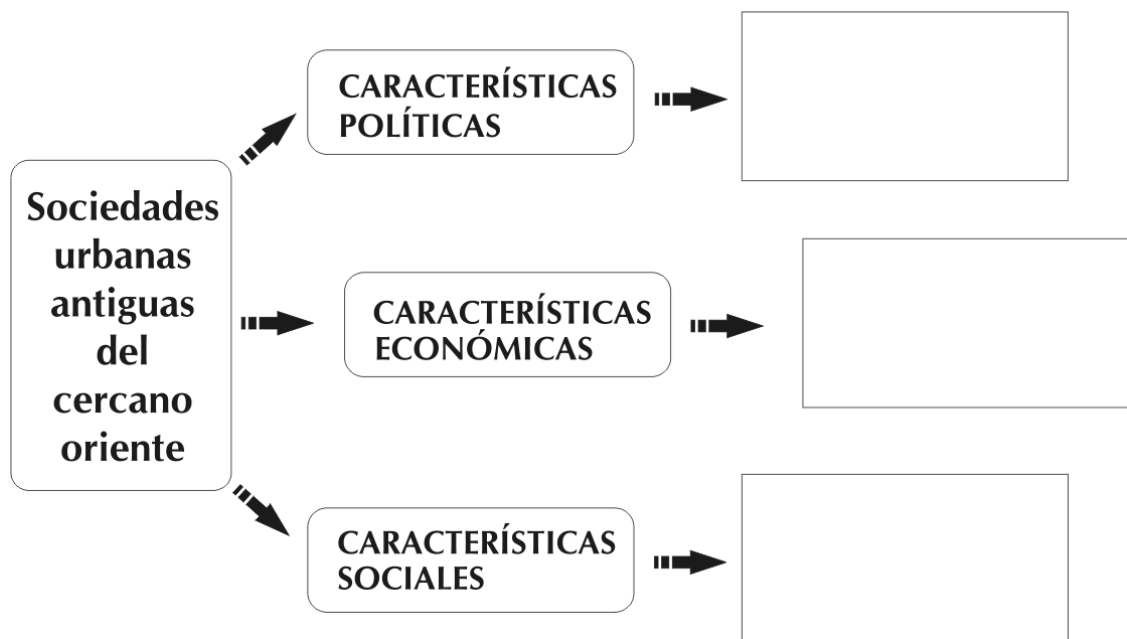 Sociedades
urbanas
antiguas
del
cercano
oriente
CARACTERÍSTICAS
POLÍTICAS
CARACTERÍSTICAS
ECONÓMICAS
CARACTERÍSTICAS
SOCIALES